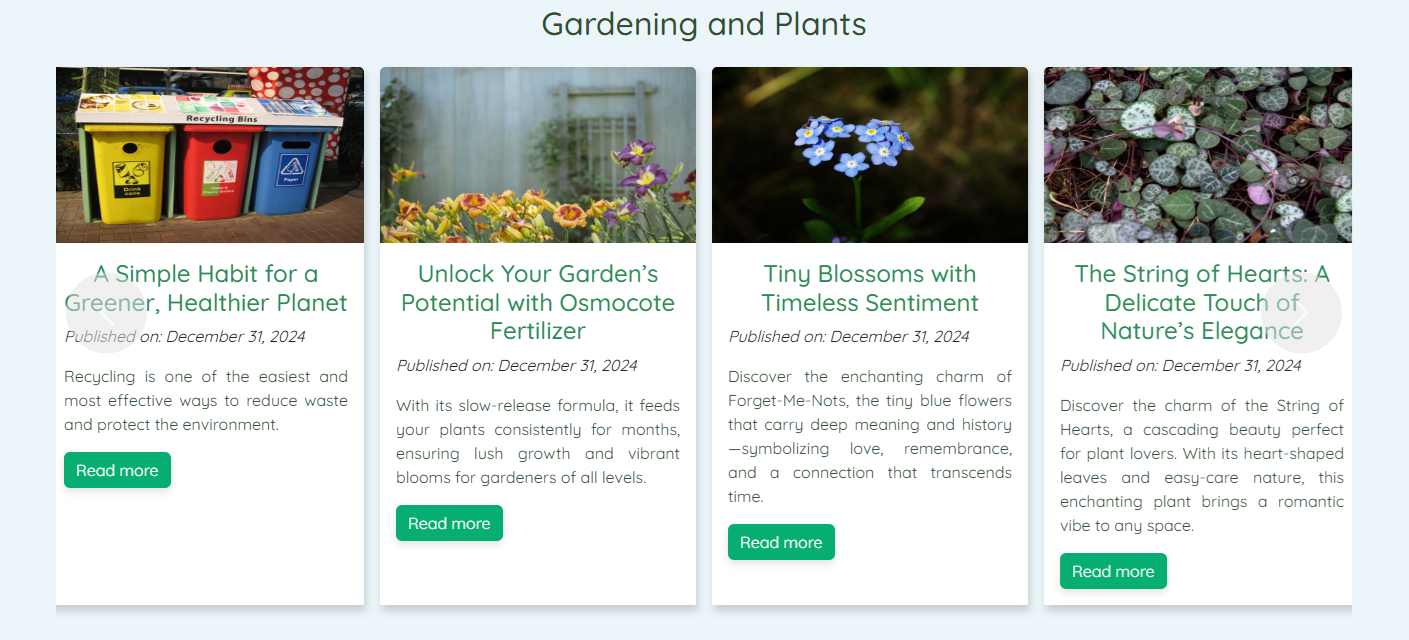 Gardening and Plants
Recycling Bins
Drink
Paper
A Simple Habit for a
Greener, Healthier Planet
Published on: December 31, 2024
Recycling is one of the easiest and
most effective ways to reduce waste
and protect the environment.
Read more
Unlock Your Garden’s
Potential with Osmocote
Fertilizer
Published on: December 31, 2024
With its slow-release formula, it feeds
your plants consistently for months,
ensuring lush growth and vibrant
blooms for gardeners of all levels.
Read more
Tiny Blossoms with
Timeless Sentiment
Published on: December 31, 2024
Discover the enchanting charm of
Forget-Me-Nots, the tiny blue flowers
that carry deep meaning and history
—symbolizing love, remembrance,
and a connection that transcends
time.
Read more
The String of Hearts: A
Delicate Touch of
Nature’s Elegance
Published on: December 31, 2024
Discover the charm of the String of
Hearts, a cascading beauty perfect
for plant lovers. With its heart-shaped
leaves and easy-care nature, this
enchanting plant brings a romantic
vibe to any space.
Read more